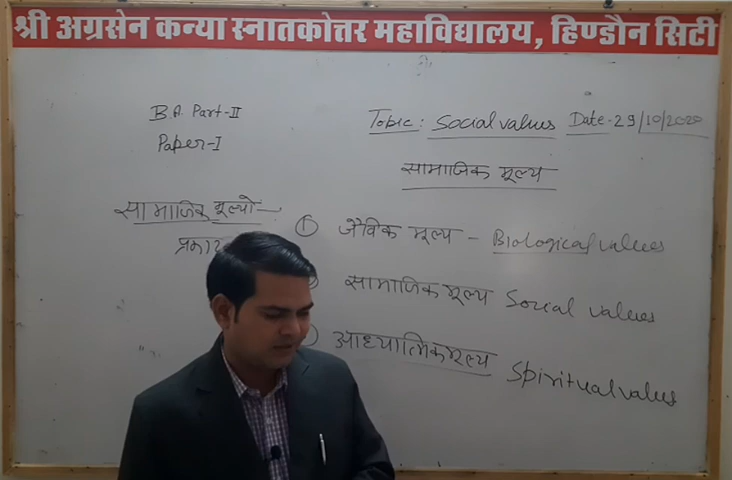 श्री अग्रसेन कन्या स्नातकोत्तर महाविद्यालय, हिण्डौन सिटी
B.A. Part-II
Paper-I
Topic: Social values Date-29/10/2020
सामाजिक मूल्य
सामाजिक मूल्यो-
① जैविक मूल्य - Biological values
सामाजिक मूल्य Social values
आध्यात्मिक मूल्य Spiritual values